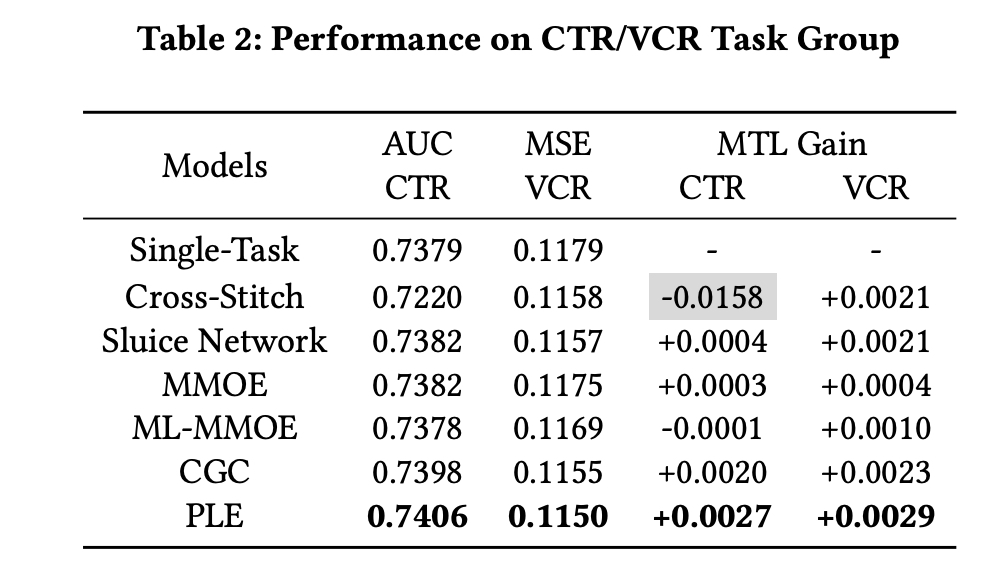 Table 2: Performance on CTR/VCR Task Group
Models AUC MSE MTL Gain
CTR VCR CTR VCR
Single-Task 0.7379 0.1179 - -
Cross-Stitch 0.7220 0.1158 -0.0158 +0.0021
Sluice Network 0.7382 0.1157 +0.0004 +0.0021
MMOE 0.7382 0.1175 +0.0003 +0.0004
ML-MMOE 0.7378 0.1169 -0.0001 +0.0010
CGC 0.7398 0.1155 +0.0020 +0.0023
PLE 0.7406 0.1150 +0.0027 +0.0029